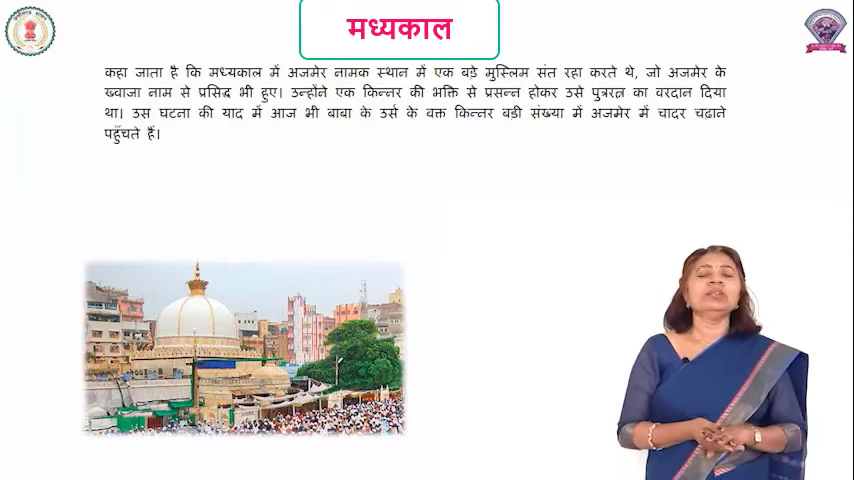 मध्यकाल
कहा जाता है कि मध्यकाल में अजमेर नामक स्थान में एक बड़े मुस्लिम संत रहा करते थे, जो अजमेर के
ख्वाजा नाम से प्रसिद्ध भी हुए। उन्होंने एक किन्नर की भक्ति से प्रसन्न होकर उसे पुत्ररत्न का वरदान दिया
था। उस घटना की याद में आज भी बाबा के उर्स के वक्त किन्नर बड़ी संख्या में अजमेर में चादर चढ़ाने
पहुँचते हैं।